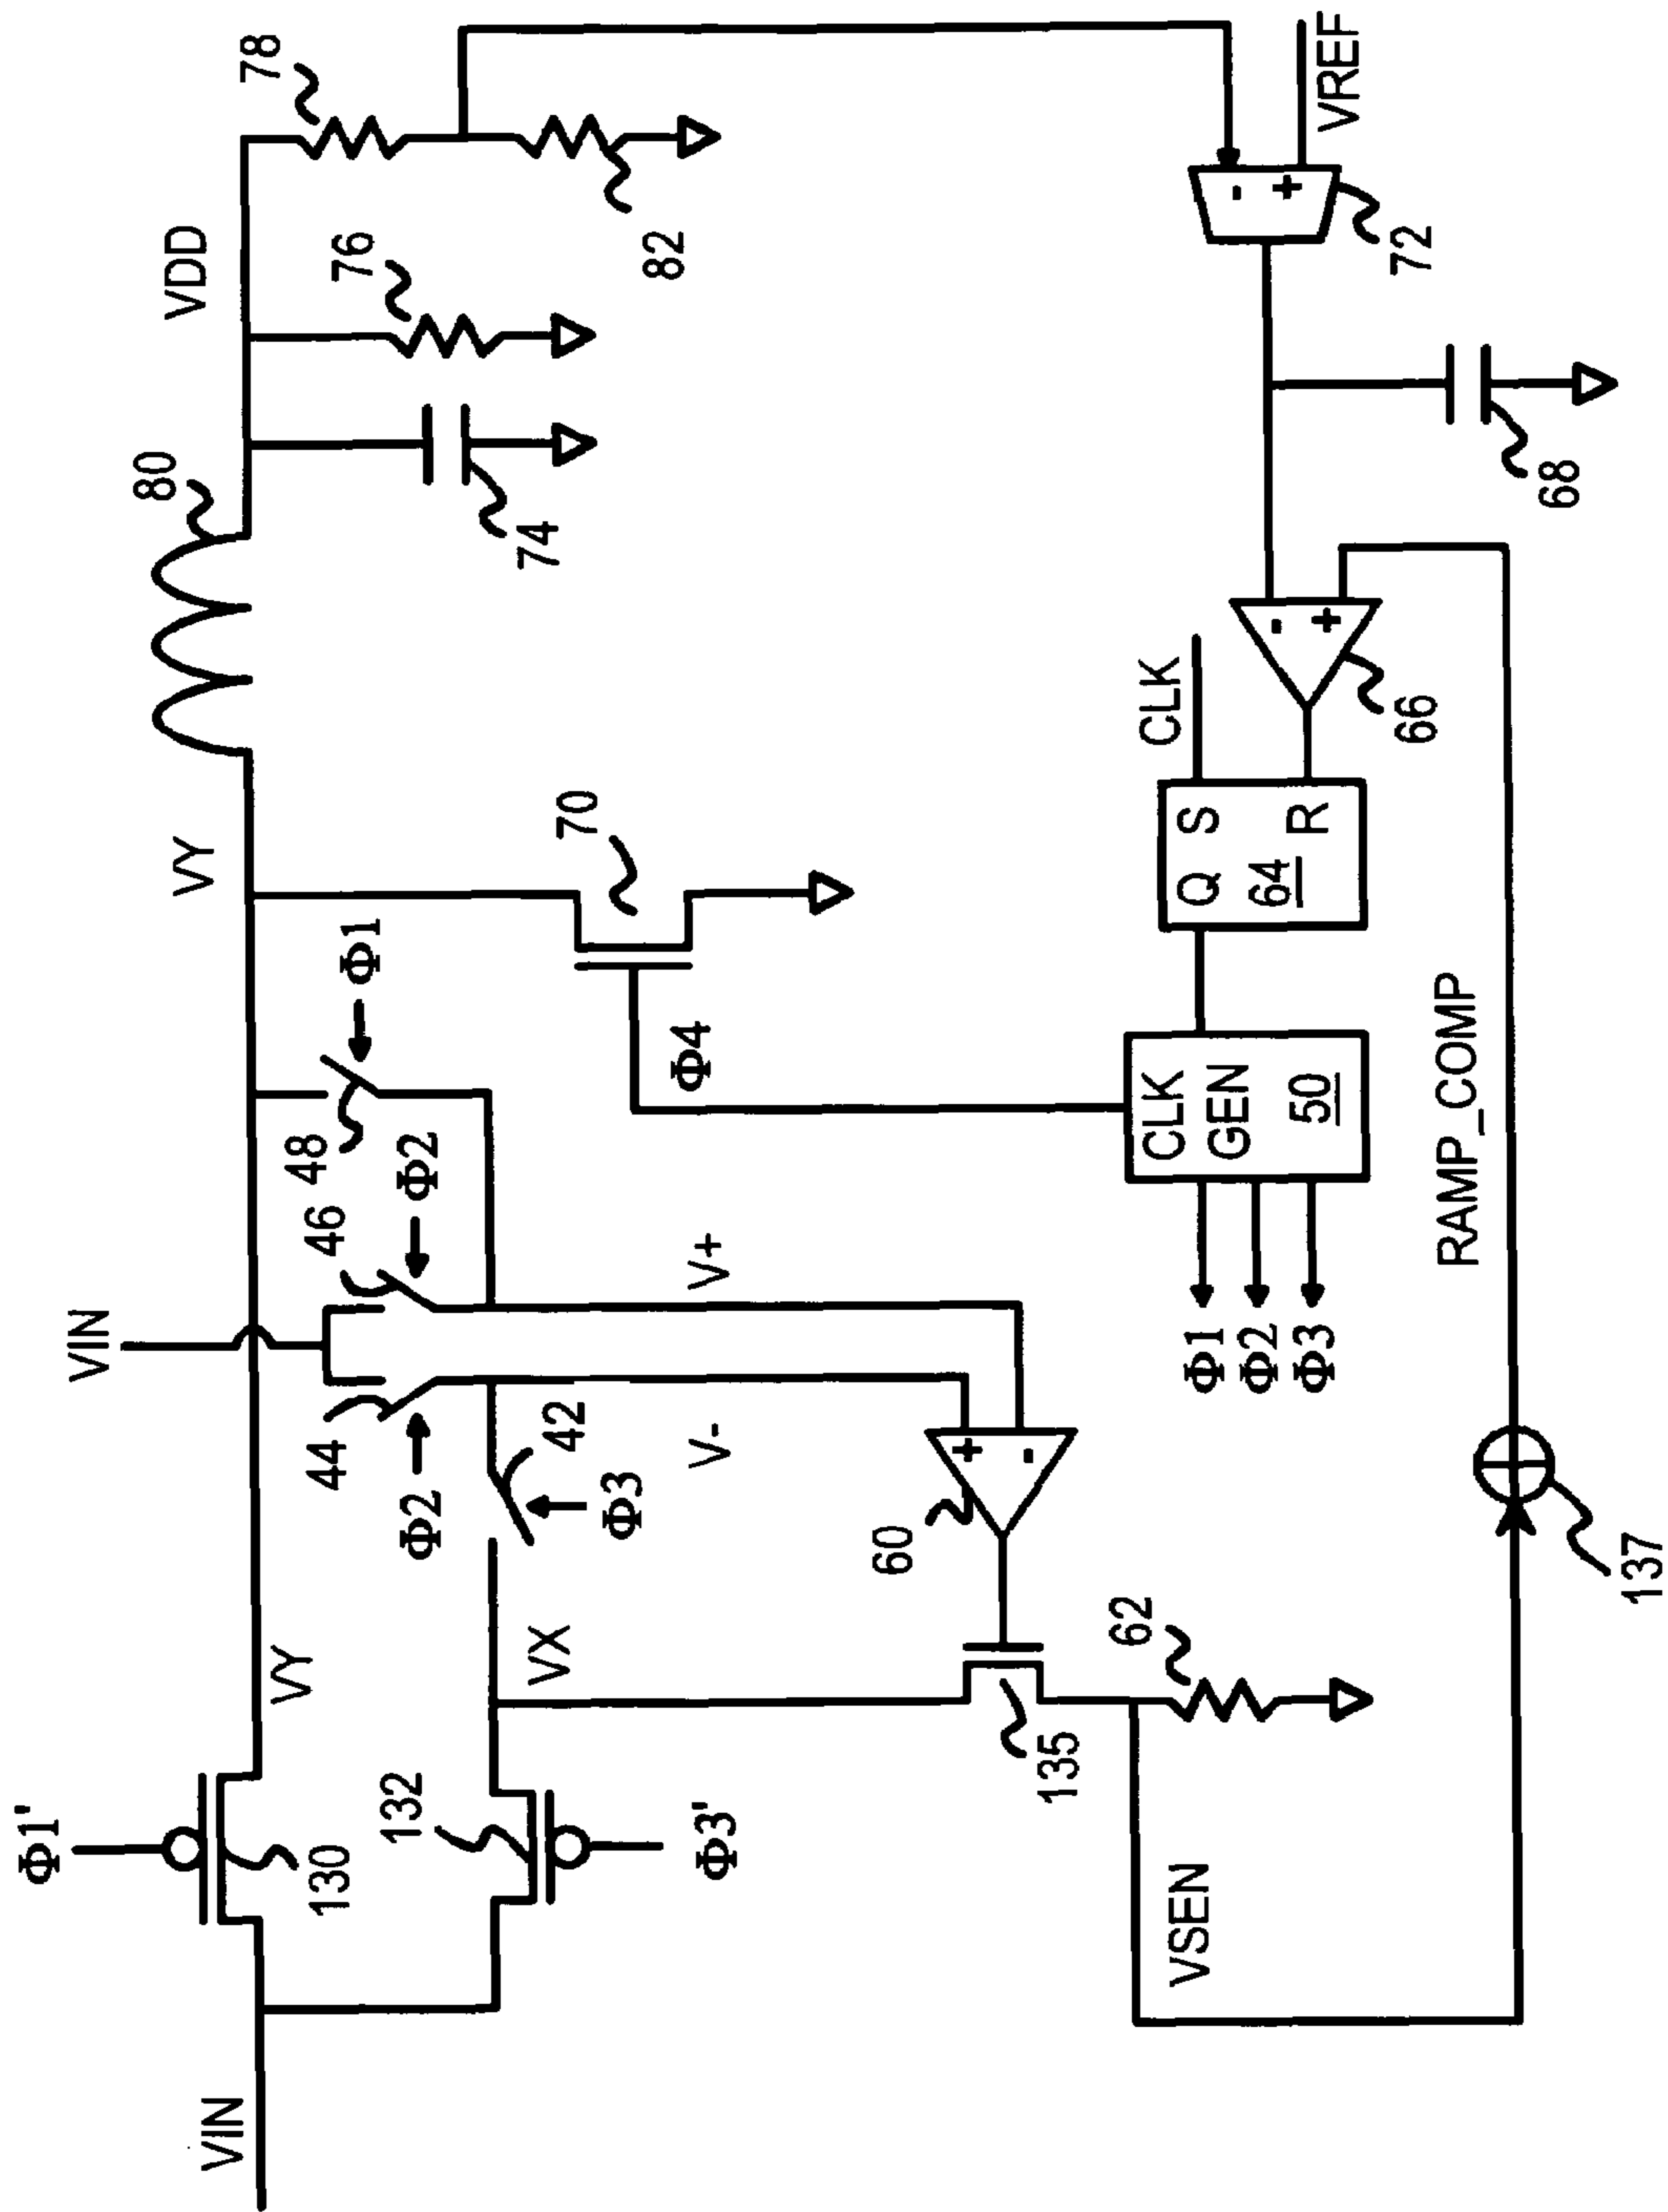 VIN
Φ1'
130
VY
132
Φ3'
VX
VIN
44
Φ2
42
Φ3
46
Φ2
48
Φ1
VY
80
VDD
74
76
78
82
V-
V+
60
+
-
135
62
VSEN
Φ4
70
CLK
GEN
50
Φ1
Φ2
Φ3
CLK
Q S
64 R
66
-
+
68
72
-
+
VREF
RAMP_COMP
137